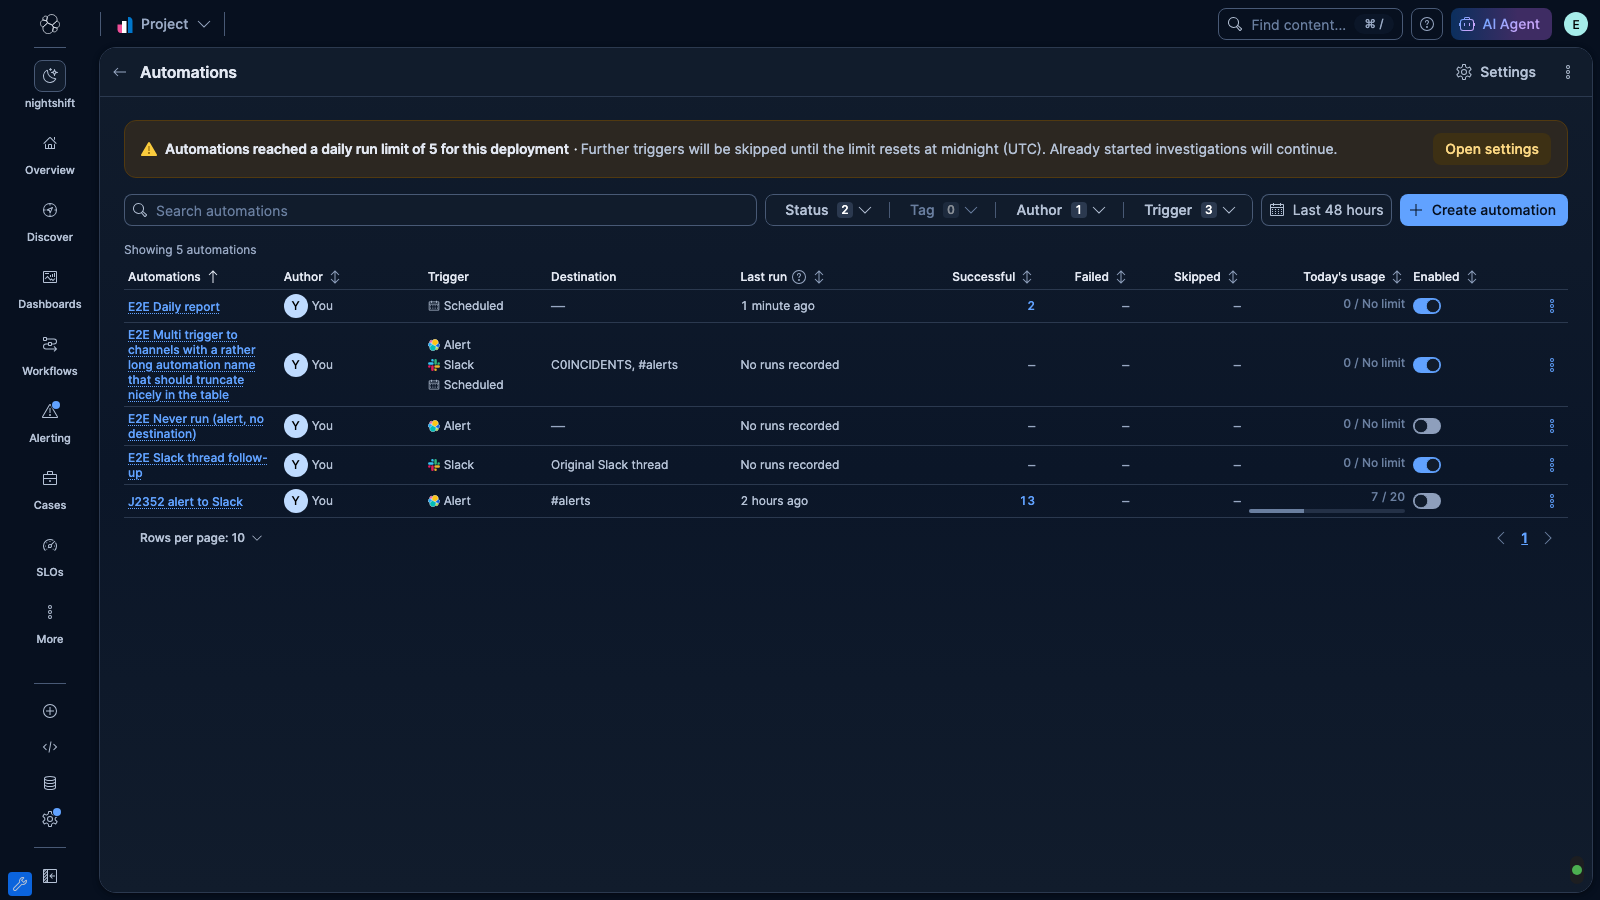 Project
Find content...
⌘ /
AI Agent
E
nightshift
Overview
Discover
Dashboards
Workflows
Alerting
Cases
SLOs
More
Automations
Settings
Automations reached a daily run limit of 5 for this deployment · Further triggers will be skipped until the limit resets at midnight (UTC). Already started investigations will continue.
Open settings
Search automations
Status 2
Tag 0
Author 1
Trigger 3
Last 48 hours
Create automation
Showing 5 automations
Automations Author Trigger Destination Last run Successful Failed Skipped Today's usage Enabled
E2E Daily report Y You Scheduled — 1 minute ago 2 – – 0 / No limit
E2E Multi trigger to
channels with a rather
long automation name
that should truncate
nicely in the table
Y You
Alert
Slack
Scheduled
C0INCIDENTS, #alerts No runs recorded – – – 0 / No limit
E2E Never run (alert, no
destination)
Y You Alert — No runs recorded – – – 0 / No limit
E2E Slack thread follow-
up
Y You Slack Original Slack thread No runs recorded – – – 0 / No limit
J2352 alert to Slack Y You Alert #alerts 2 hours ago 13 – – 7 / 20
Rows per page: 10
1